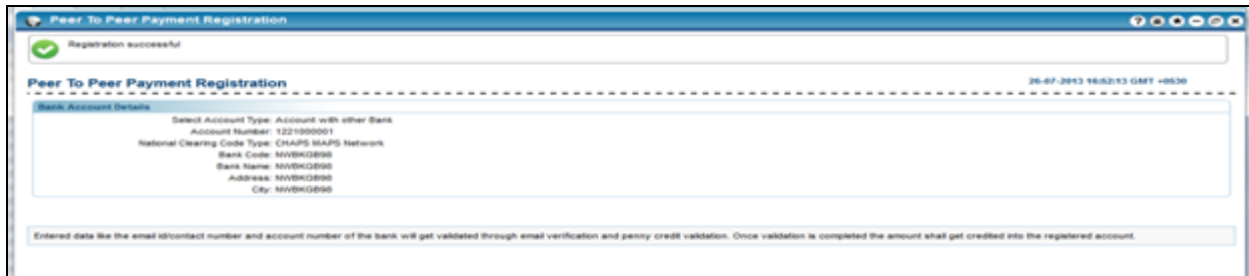 Peer To Peer Payment Registration
Registration successful
Peer To Peer Payment Registration
26-07-2013 16:52:13 GMT +0530
Bank Account Details
Select Account Type: Account with other Bank
Account Number: 1221000001
National Clearing Code Type: CHAPS MAPS Network
Bank Code: NWBKGB98
Bank Name: NWBKGB98
Address: NWBKGB98
City: NWBKGB98
Entered data like the email id/contact number and account number of the bank will get validated through email verification and penny credit validation. Once validation is completed the amount shall get credited into the registered account.